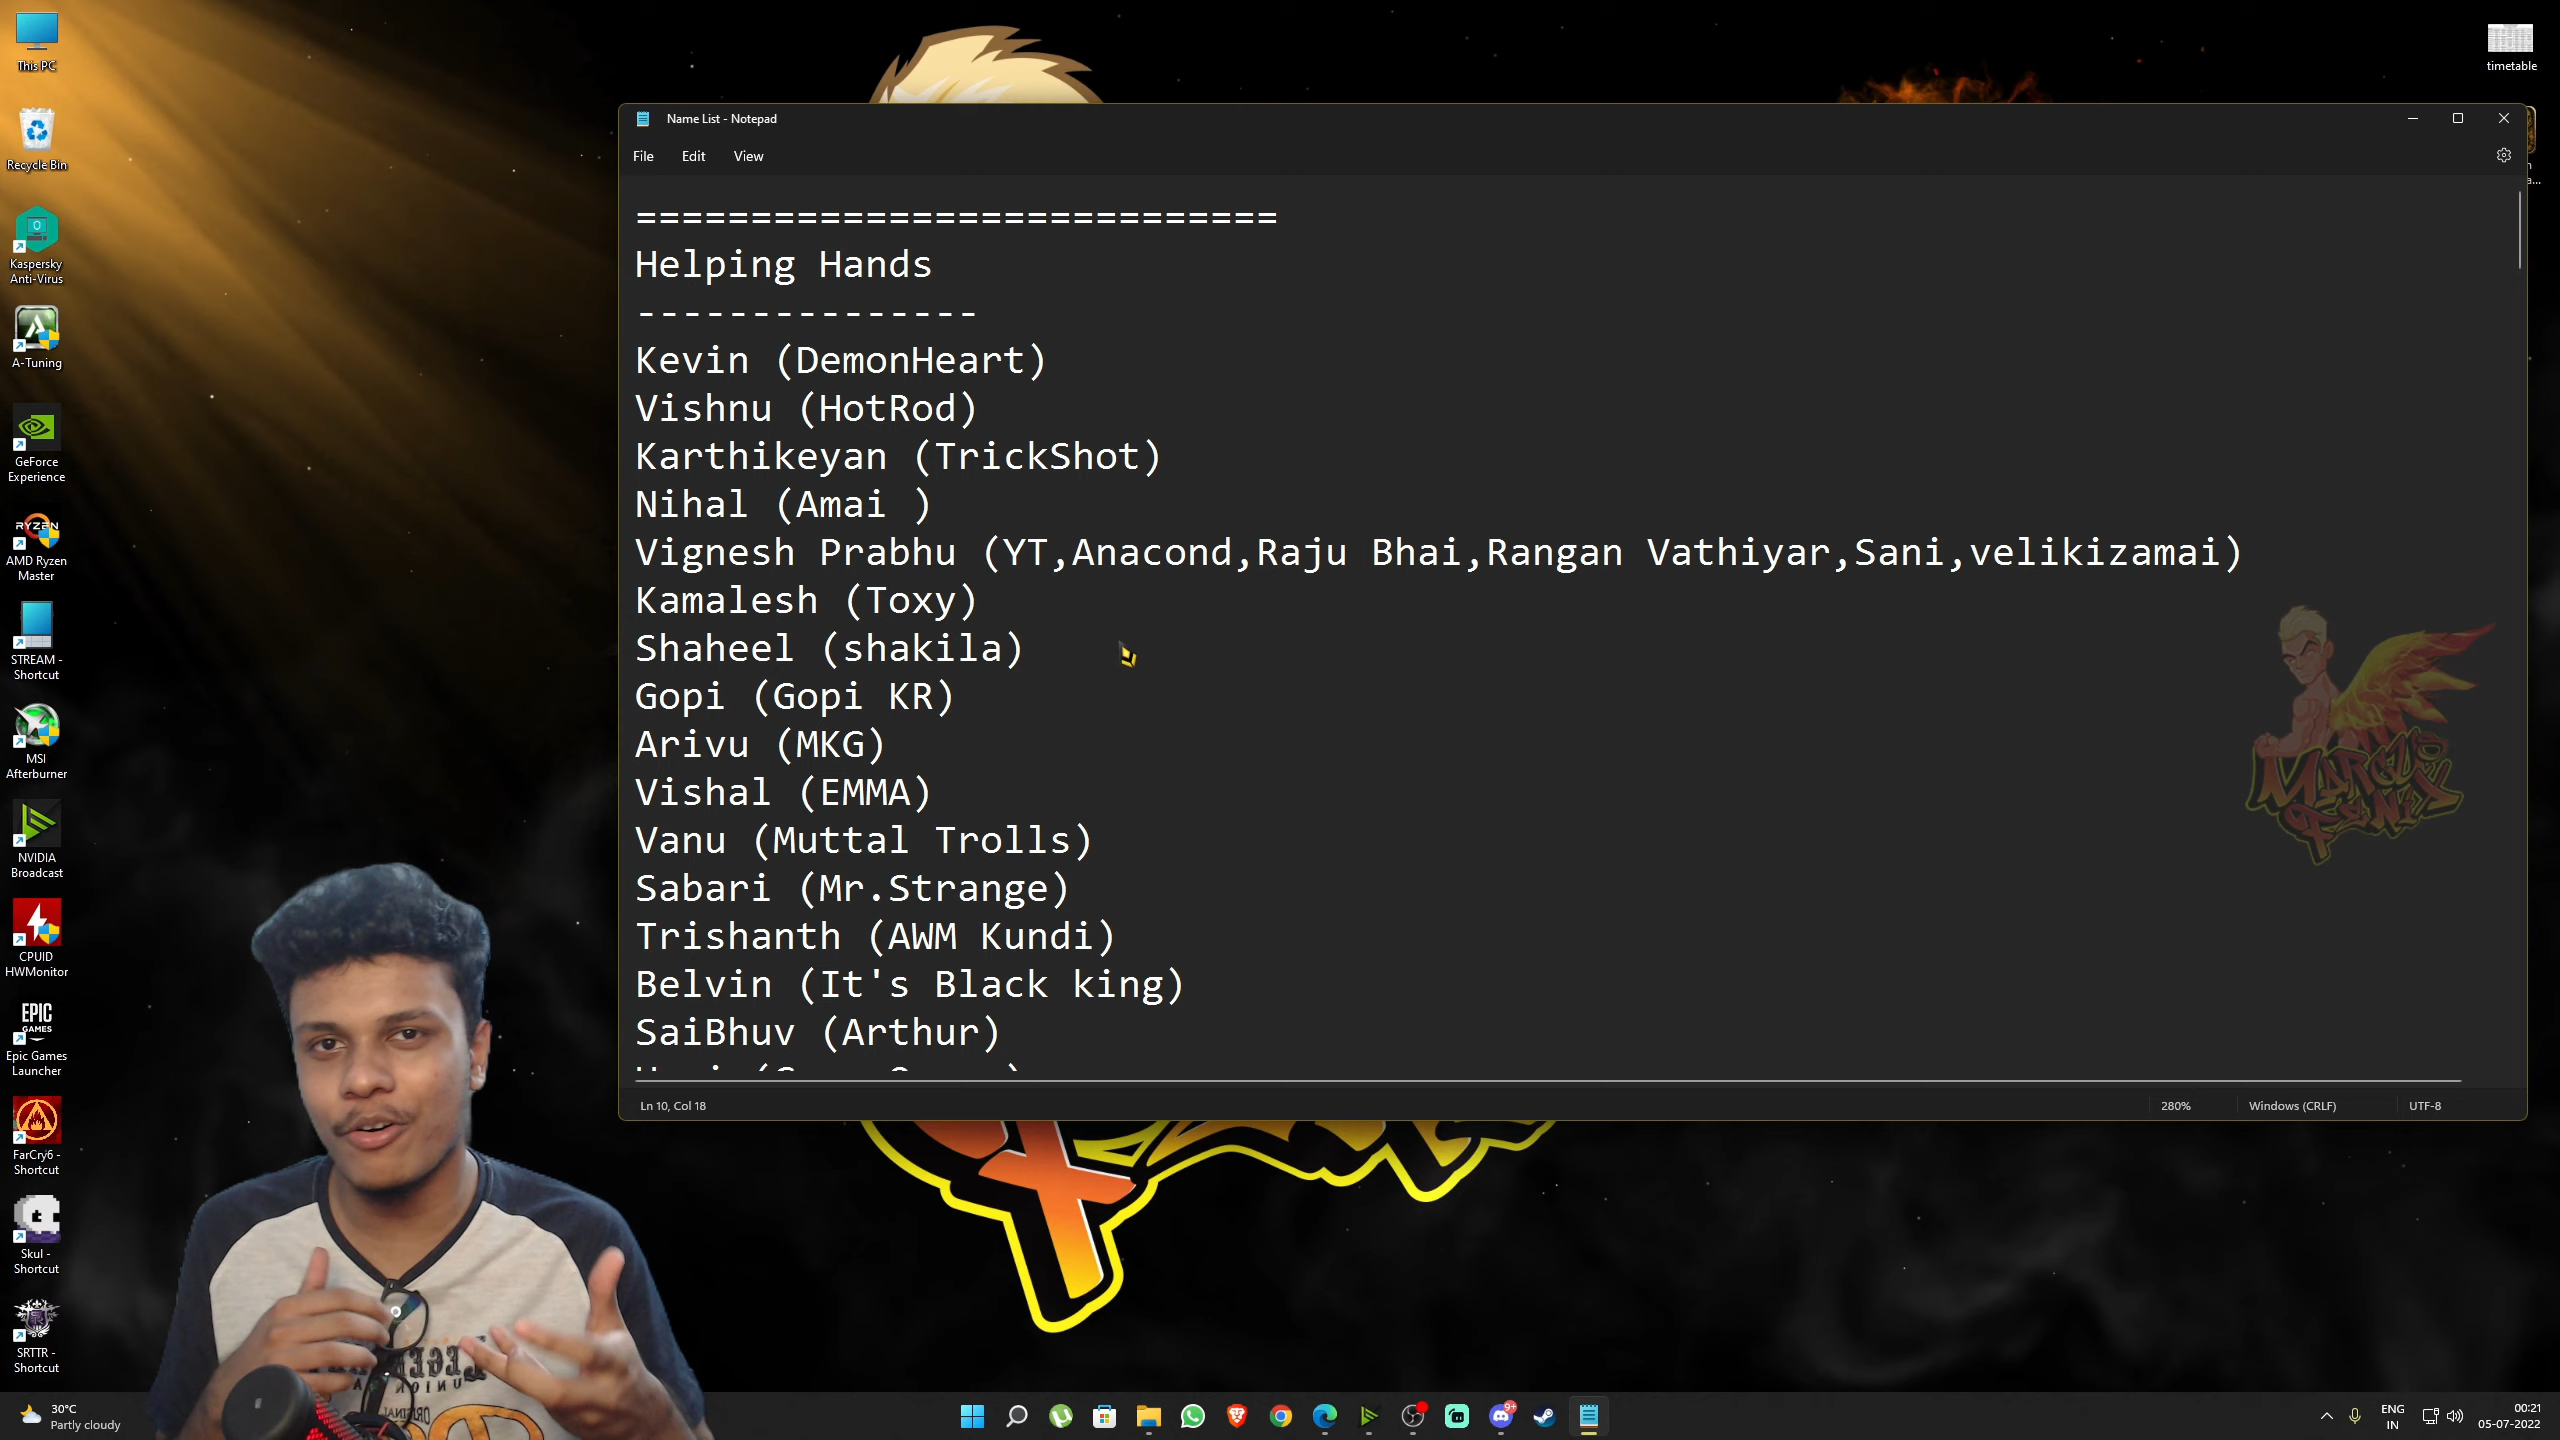 This PC
Recycle Bin
Kaspersky
Anti-Virus
A-Tuning
GeForce
Experience
RYZEN
AMD Ryzen
Master
STREAM -
Shortcut
MSI
Afterburner
NVIDIA
Broadcast
CPUID
HWMonitor
EPIC
GAMES
Epic Games
Launcher
FarCry6 -
Shortcut
Skul -
Shortcut
SRTTR -
Shortcut
timetable
Name List - Notepad
File Edit View
============================
Helping Hands
---------------
Kevin (DemonHeart)
Vishnu (HotRod)
Karthikeyan (TrickShot)
Nihal (Amai )
Vignesh Prabhu (YT,Anacond,Raju Bhai,Rangan Vathiyar,Sani,velikizamai)
Kamalesh (Toxy)
Shaheel (shakila)
Gopi (Gopi KR)
Arivu (MKG)
Vishal (EMMA)
Vanu (Muttal Trolls)
Sabari (Mr.Strange)
Trishanth (AWM Kundi)
Belvin (It's Black king)
SaiBhuv (Arthur)
Ln 10, Col 18
280%
Windows (CRLF)
UTF-8
30°C
Partly cloudy
9+
ENG
IN
00:21
05-07-2022